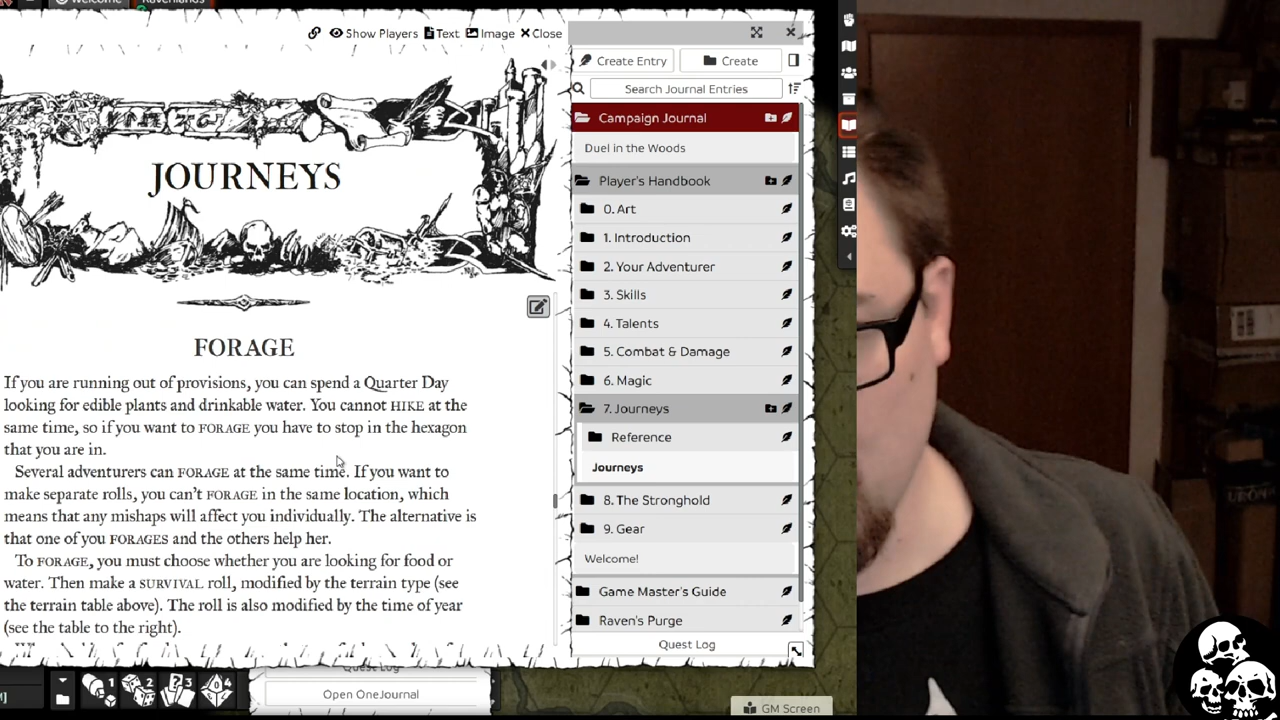 Welcome
Ravenlands
Show Players Text Image Close
JOURNEYS
FORAGE
If you are running out of provisions, you can spend a Quarter Day
looking for edible plants and drinkable water. You cannot HIKE at the
same time, so if you want to FORAGE you have to stop in the hexagon
that you are in.
Several adventurers can FORAGE at the same time. If you want to
make separate rolls, you can't FORAGE in the same location, which
means that any mishaps will affect you individually. The alternative is
that one of you FORAGES and the others help her.
To FORAGE, you must choose whether you are looking for food or
water. Then make a SURVIVAL roll, modified by the terrain type (see
the terrain table above). The roll is also modified by the time of year
(see the table to the right).
Create Entry Create
Search Journal Entries
Campaign Journal
Duel in the Woods
Player's Handbook
0. Art
1. Introduction
2. Your Adventurer
3. Skills
4. Talents
5. Combat & Damage
6. Magic
7. Journeys
Reference
Journeys
8. The Stronghold
9. Gear
Welcome!
Game Master's Guide
Raven's Purge
Quest Log
1 2 3 4
Quest Log
Open OneJournal
GM Screen